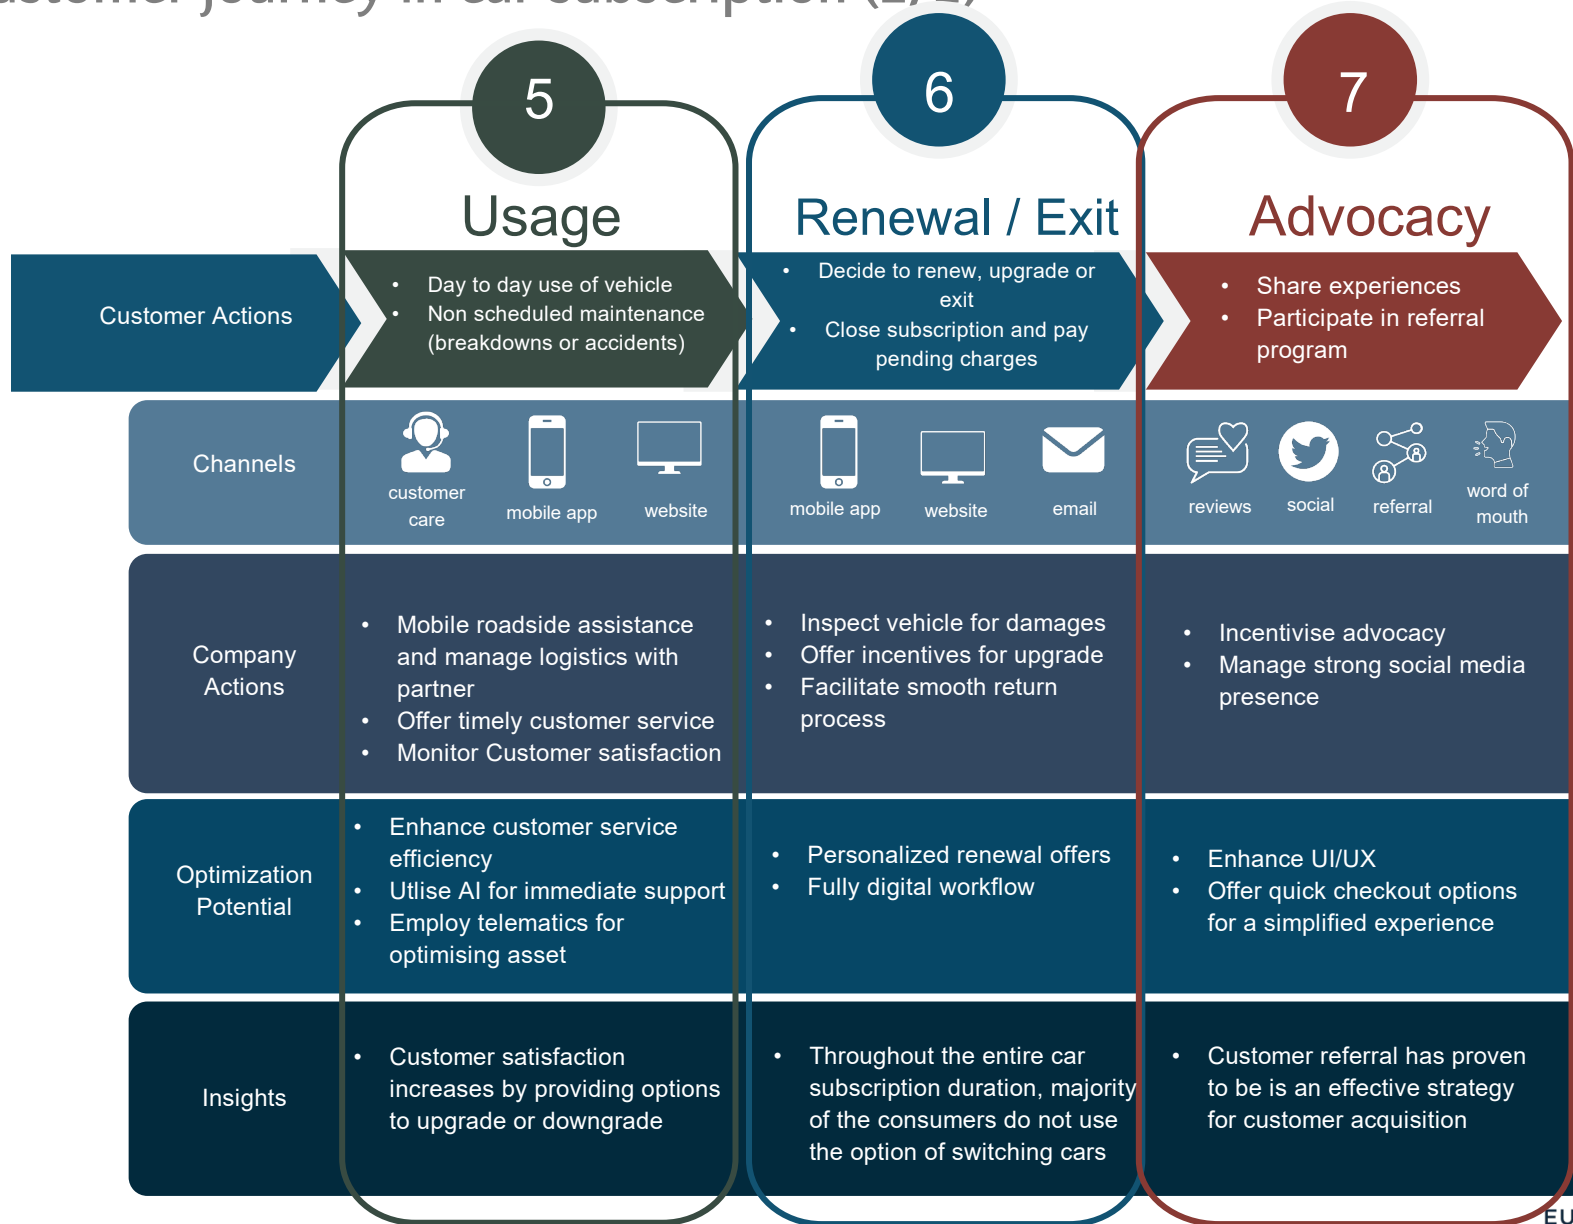 5
6
7
Usage
Renewal / Exit
Advocacy
Customer Actions
• Day to day use of vehicle
• Non scheduled maintenance
(breakdowns or accidents)
• Decide to renew, upgrade or
exit
• Close subscription and pay
pending charges
• Share experiences
• Participate in referral
program
Channels
customer
care
mobile app
website
mobile app
website
email
reviews
social
referral
word of
mouth
Company
Actions
• Mobile roadside assistance
and manage logistics with
partner
• Offer timely customer service
• Monitor Customer satisfaction
• Inspect vehicle for damages
• Offer incentives for upgrade
• Facilitate smooth return
process
• Incentivise advocacy
• Manage strong social media
presence
Optimization
Potential
• Enhance customer service
efficiency
• Utlise AI for immediate support
• Employ telematics for
optimising asset
• Personalized renewal offers
• Fully digital workflow
• Enhance UI/UX
• Offer quick checkout options
for a simplified experience
Insights
• Customer satisfaction
increases by providing options
to upgrade or downgrade
• Throughout the entire car
subscription duration, majority
of the consumers do not use
the option of switching cars
• Customer referral has proven
to be is an effective strategy
for customer acquisition
EU